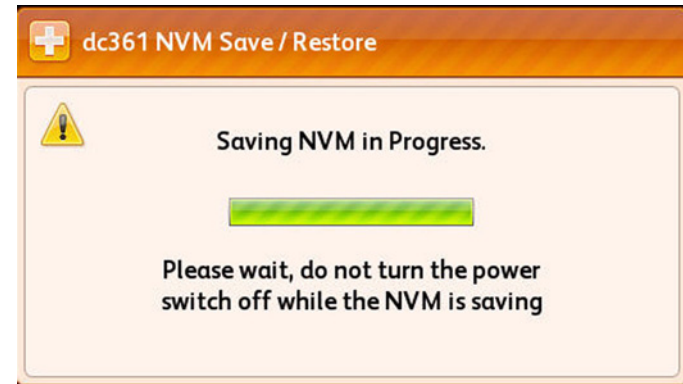 dc361 NVM Save / Restore
Saving NVM in Progress.
Please wait, do not turn the power
switch off while the NVM is saving